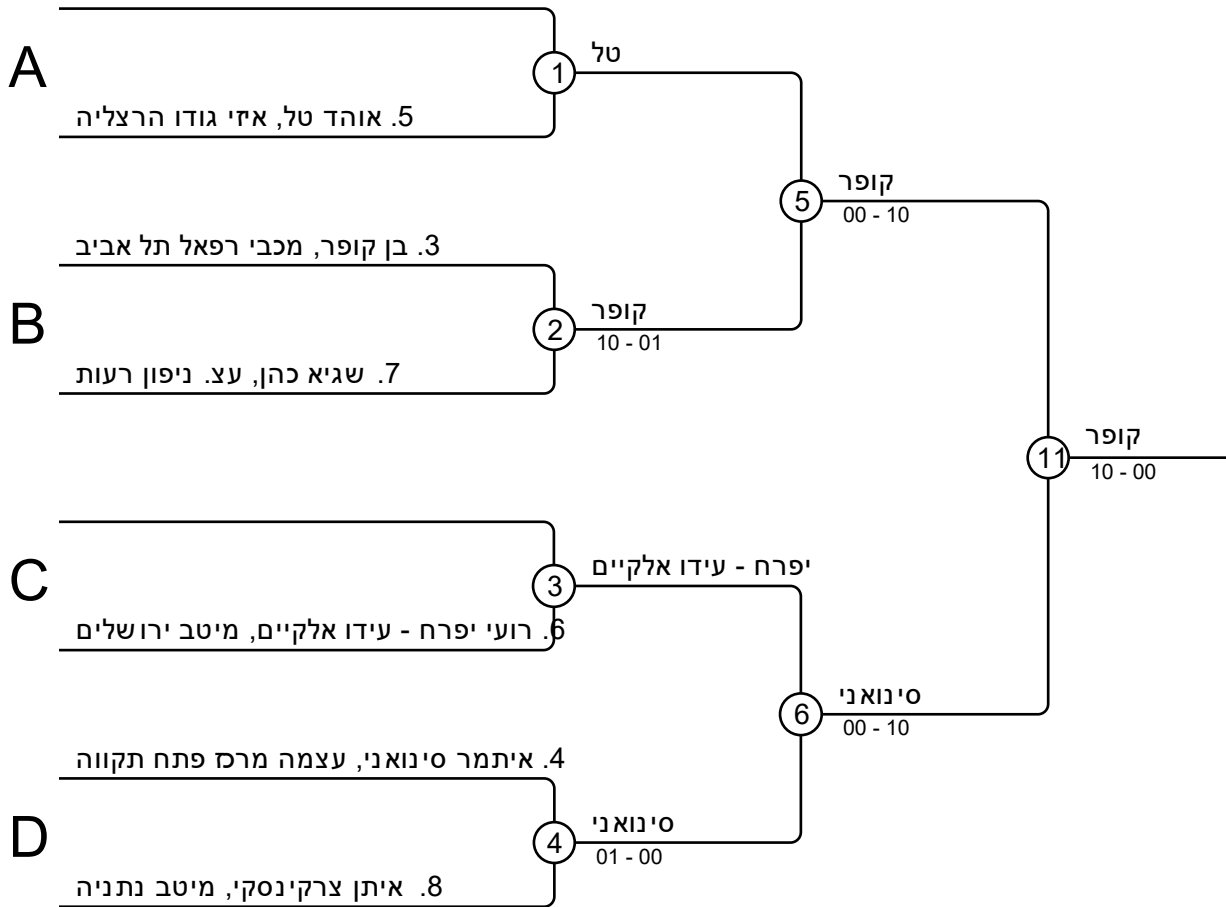 A
1
טל
5. אוהד טל, איזי גודו הרצליה
5
קופר
00 - 10
3. בן קופר, מכבי רפאל תל אביב
B
2
קופר
10 - 01
7. שגיא כהן, עצ. ניפון רעות
11
קופר
10 - 00
C
3
יפרח - עידו אלקיים
6. רועי יפרח - עידו אלקיים, מיטב ירושלים
6
סינואני
00 - 10
4. איתמר סינואני, עצמה מרכז פתח תקווה
D
4
סינואני
01 - 00
8. איתן צרקינסקי, מיטב נתניה